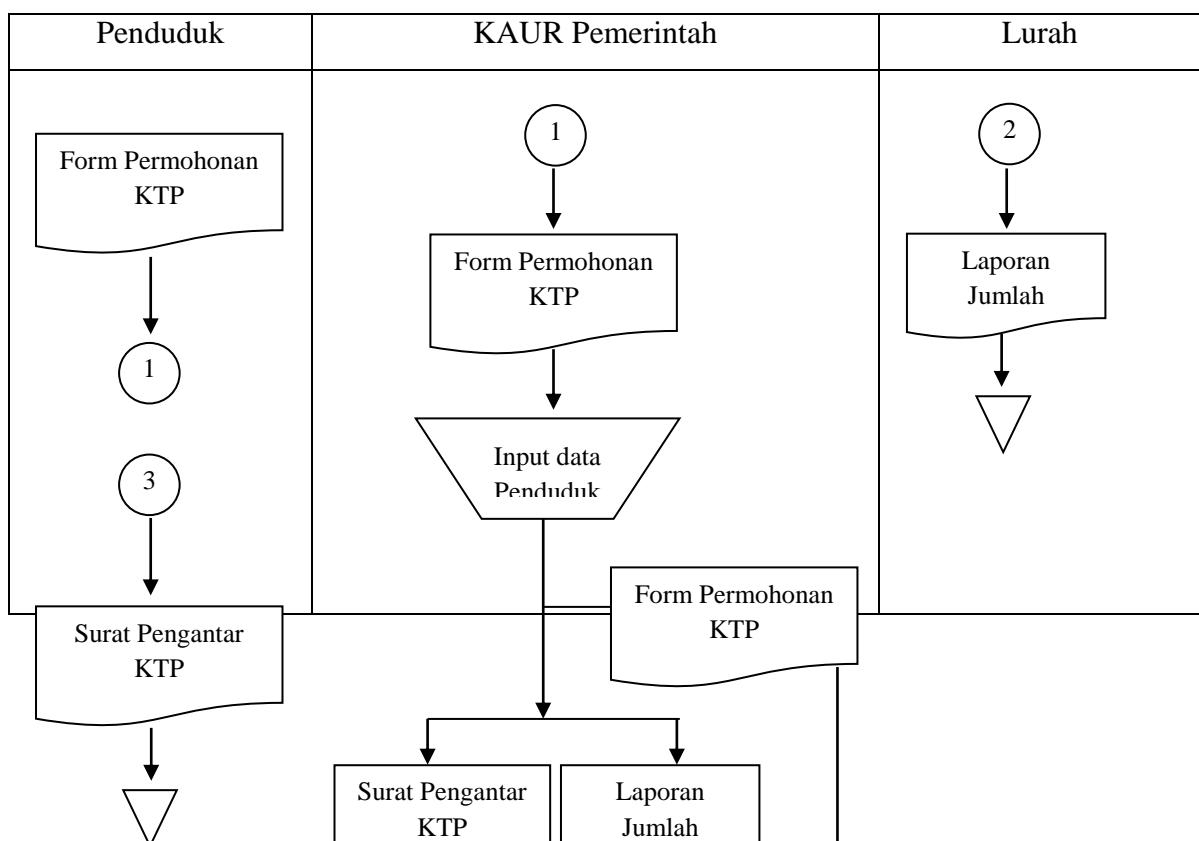 Penduduk
KAUR Pemerintah
Lurah
Form Permohonan
KTP
1
3
Surat Pengantar
KTP
1
Form Permohonan
KTP
Input data
Penduduk
Form Permohonan
KTP
Surat Pengantar
KTP
Laporan
Jumlah
2
Laporan
Jumlah